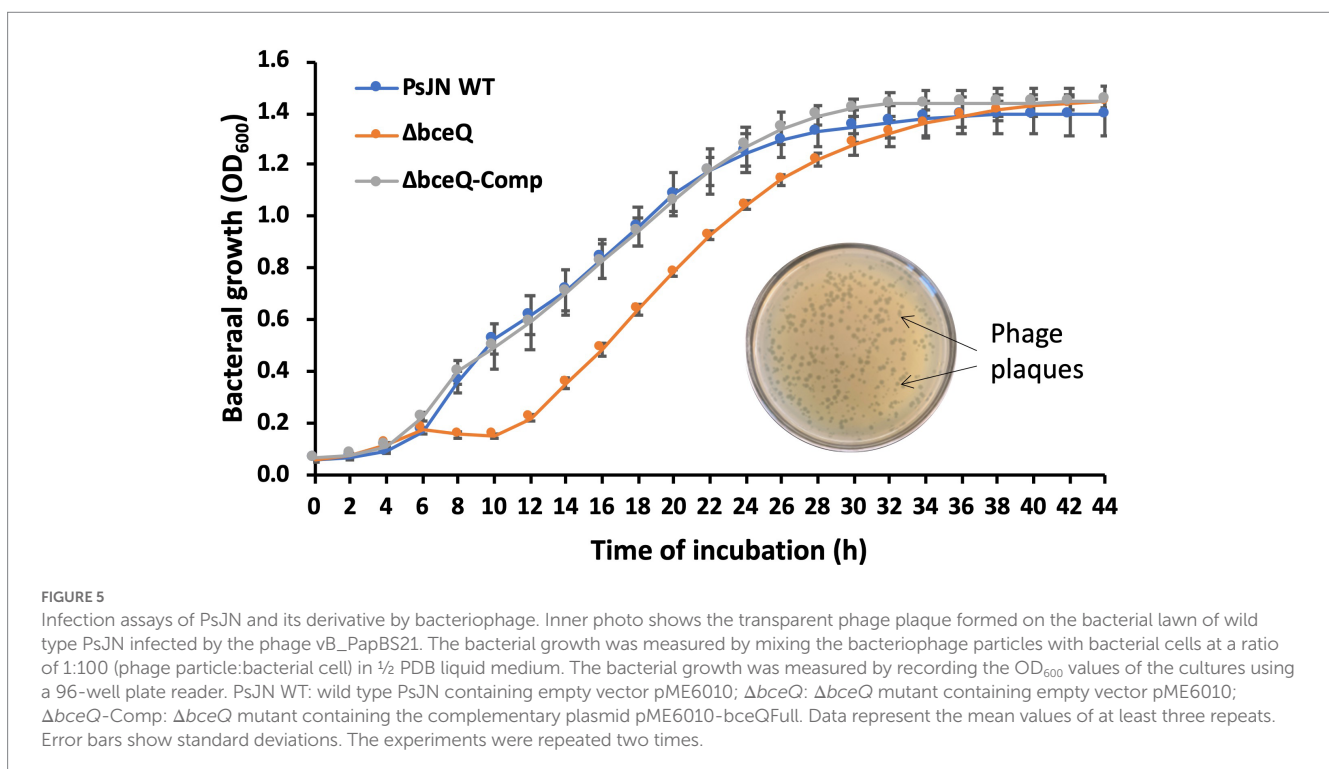 1.6
1.4
1.2
1.0
0.8
0.6
0.4
0.2
0.0
Bacteraal growth (OD600)
PsJN WT
ΔbceQ
ΔbceQ-Comp
Phage
plaques
0 2 4 6 8 10 12 14 16 18 20 22 24 26 28 30 32 34 36 38 40 42 44
Time of incubation (h)
FIGURE 5
Infection assays of PsJN and its derivative by bacteriophage. Inner photo shows the transparent phage plaque formed on the bacterial lawn of wild
type PsJN infected by the phage vB_PapBS21. The bacterial growth was measured by mixing the bacteriophage particles with bacterial cells at a ratio
of 1:100 (phage particle:bacterial cell) in ½ PDB liquid medium. The bacterial growth was measured by recording the OD600 values of the cultures using
a 96-well plate reader. PsJN WT: wild type PsJN containing empty vector pME6010; ΔbceQ: ΔbceQ mutant containing empty vector pME6010;
ΔbceQ-Comp: ΔbceQ mutant containing the complementary plasmid pME6010-bceQFull. Data represent the mean values of at least three repeats.
Error bars show standard deviations. The experiments were repeated two times.